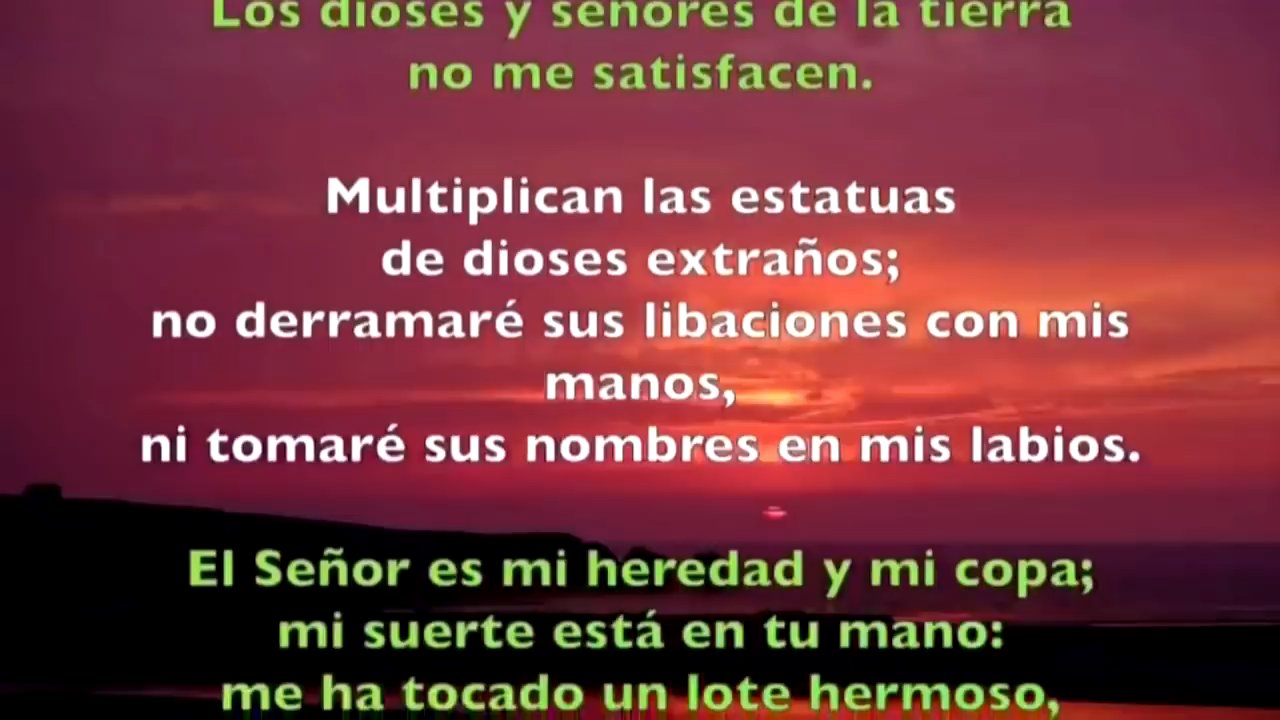 Los dioses y señores de la tierra
no me satisfacen.
Multiplican las estatuas
de dioses extraños;
no derramaré sus libaciones con mis
manos,
ni tomaré sus nombres en mis labios.
El Señor es mi heredad y mi copa;
mi suerte está en tu mano:
me ha tocado un lote hermoso,